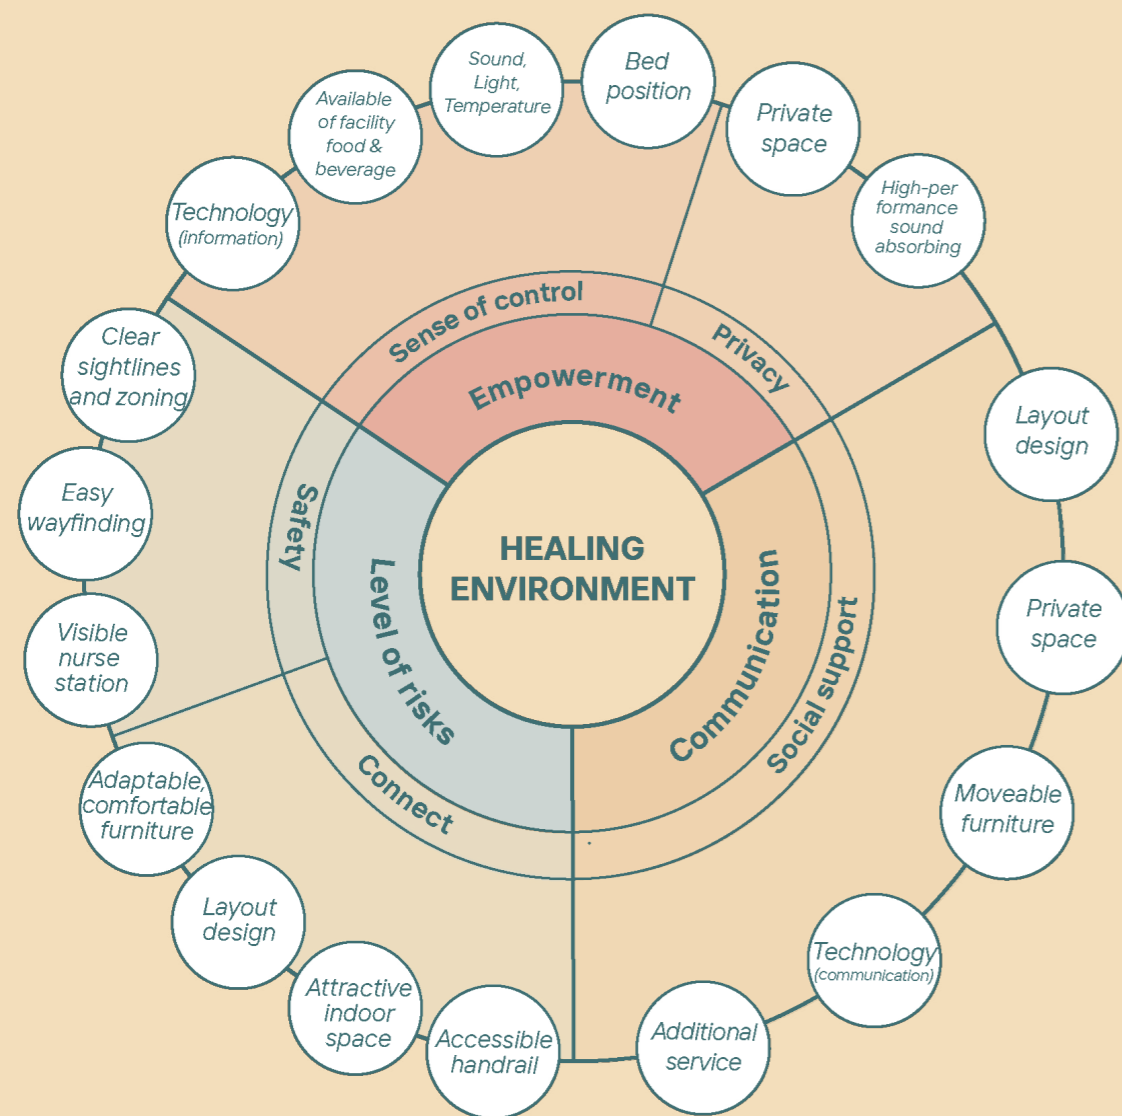 HEALING
ENVIRONMENT
Empowerment
Communication
Level of risks
Sense of control
Privacy
Social support
Connect
Safety
Technology
(information)
Available
of facility
food &
beverage
Sound,
Light,
Temperature
Bed
position
Private
space
High-per
formance
sound
absorbing
Layout
design
Private
space
Moveable
furniture
Technology
(communication)
Additional
service
Accessible
handrail
Attractive
indoor
space
Layout
design
Adaptable,
comfortable
furniture
Visible
nurse
station
Easy
wayfinding
Clear
sightlines
and zoning